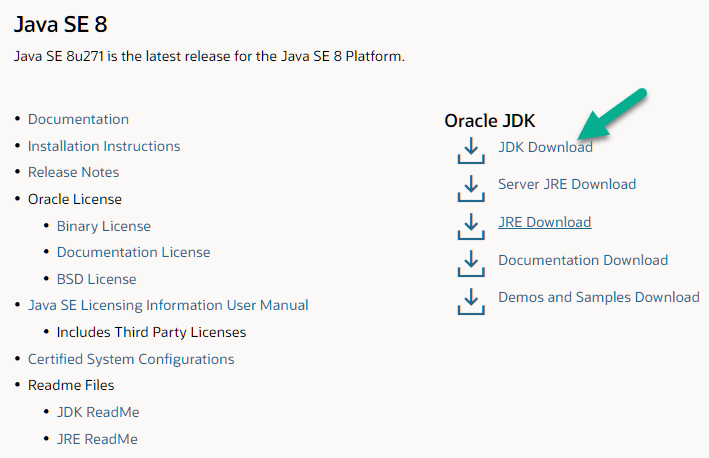 Java SE 8
Java SE 8u271 is the latest release for the Java SE 8 Platform.
Documentation
Installation Instructions
Release Notes
Oracle License
Binary License
Documentation License
BSD License
Java SE Licensing Information User Manual
Includes Third Party Licenses
Certified System Configurations
Readme Files
JDK ReadMe
JRE ReadMe
Oracle JDK
JDK Download
Server JRE Download
JRE Download
Documentation Download
Demos and Samples Download